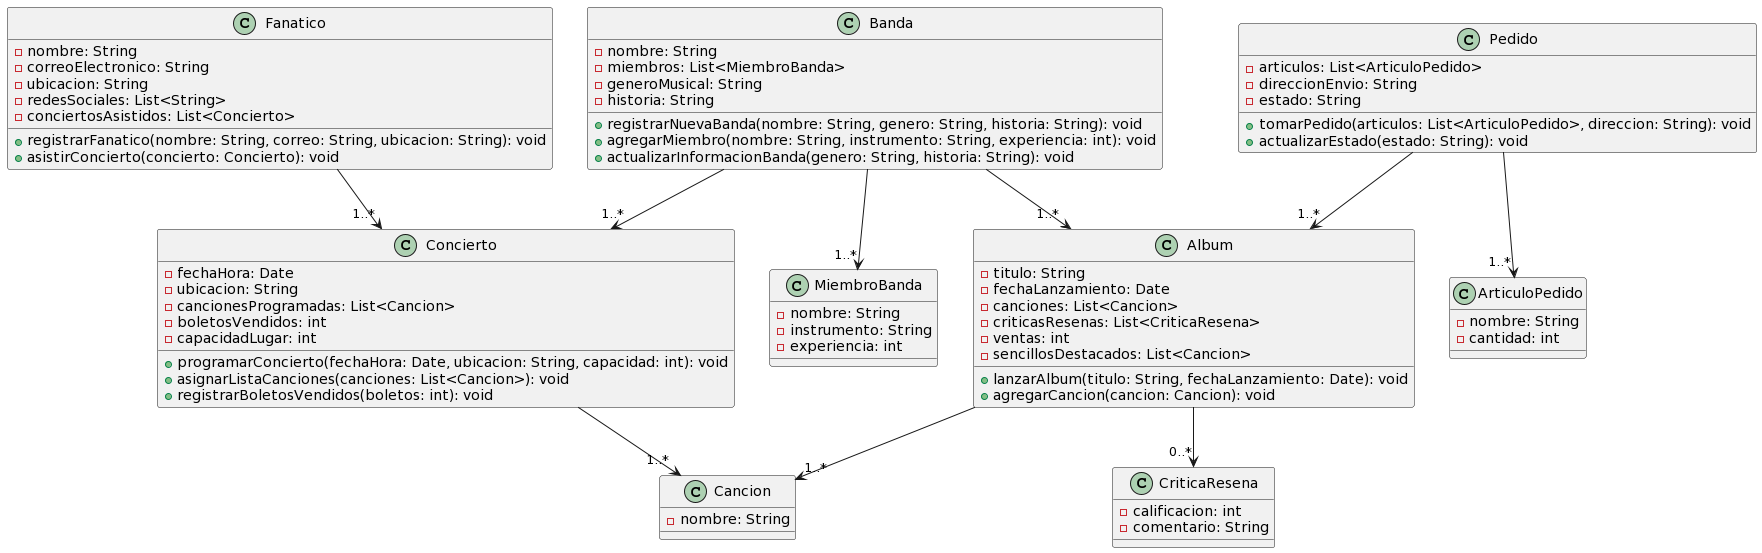 Fanatico
nombre: String
correoElectronico: String
ubicacion: String
redesSociales: List<String>
conciertosAsistidos: List<Concierto>
registrarFanatico(nombre: String, correo: String, ubicacion: String): void
asistirConcierto(concierto: Concierto): void
Banda
nombre: String
miembros: List<MiembroBanda>
generoMusical: String
historia: String
registrarNuevaBanda(nombre: String, genero: String, historia: String): void
agregarMiembro(nombre: String, instrumento: String, experiencia: int): void
actualizarInformacionBanda(genero: String, historia: String): void
Pedido
articulos: List<ArticuloPedido>
direccionEnvio: String
estado: String
tomarPedido(articulos: List<ArticuloPedido>, direccion: String): void
actualizarEstado(estado: String): void
1..*
1..*
1..*
1..*
1..*
1..*
Concierto
fechaHora: Date
ubicacion: String
cancionesProgramadas: List<Cancion>
boletosVendidos: int
capacidadLugar: int
programarConcierto(fechaHora: Date, ubicacion: String, capacidad: int): void
asignarListaCanciones(canciones: List<Cancion>): void
registrarBoletosVendidos(boletos: int): void
MiembroBanda
nombre: String
instrumento: String
experiencia: int
Album
titulo: String
fechaLanzamiento: Date
canciones: List<Cancion>
criticasResenas: List<CriticaResena>
ventas: int
sencillosDestacados: List<Cancion>
lanzarAlbum(titulo: String, fechaLanzamiento: Date): void
agregarCancion(cancion: Cancion): void
ArticuloPedido
nombre: String
cantidad: int
1..*
1..*
0..*
Cancion
nombre: String
CriticaResena
calificacion: int
comentario: String